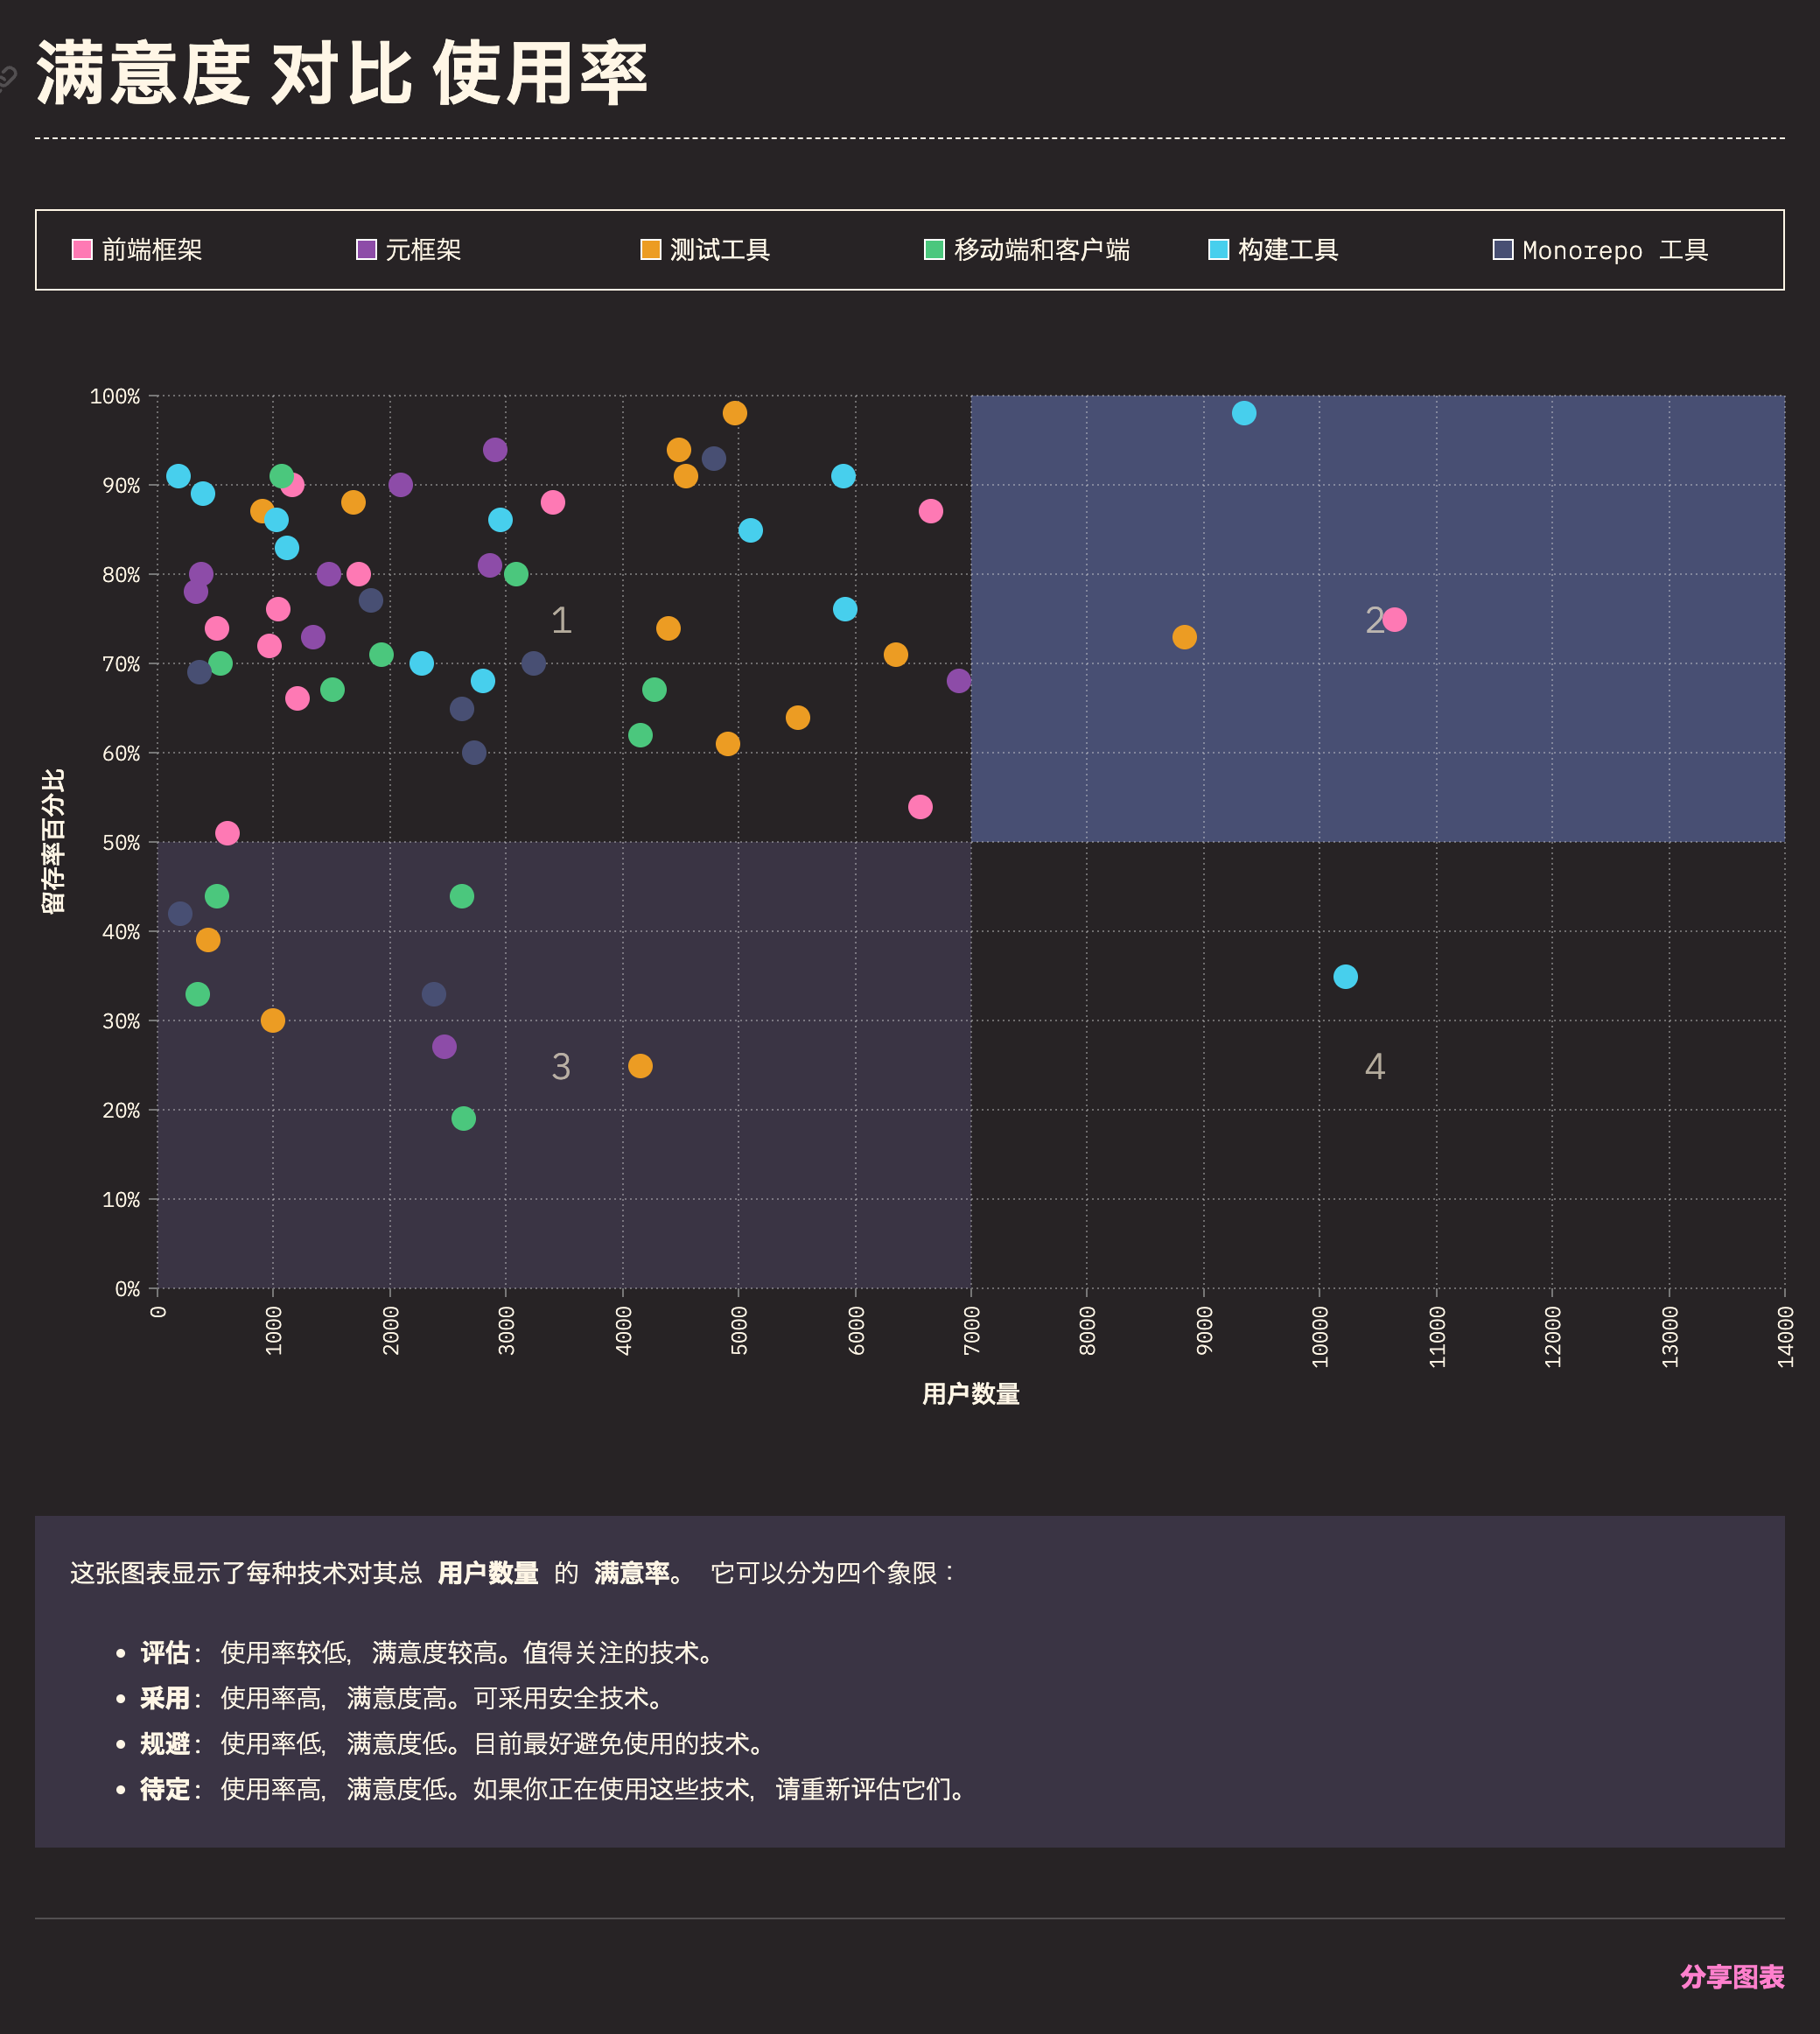 满意度 对比 使用率
前端框架 元框架 测试工具 移动端和客户端 构建工具 Monorepo 工具
100%
90%
80%
1
2
70%
60%
50%
40%
30%
3
4
20%
10%
0%
留存率百分比
0 1000 2000 3000 4000 5000 6000 7000 8000 9000 10000 11000 12000 13000 14000
用户数量
这张图表显示了每种技术对其总 用户数量 的 满意率。 它可以分为四个象限：
评估： 使用率较低，满意度较高。值得关注的技术。
采用： 使用率高，满意度高。可采用安全技术。
规避： 使用率低，满意度低。目前最好避免使用的技术。
待定： 使用率高，满意度低。如果你正在使用这些技术，请重新评估它们。
分享图表